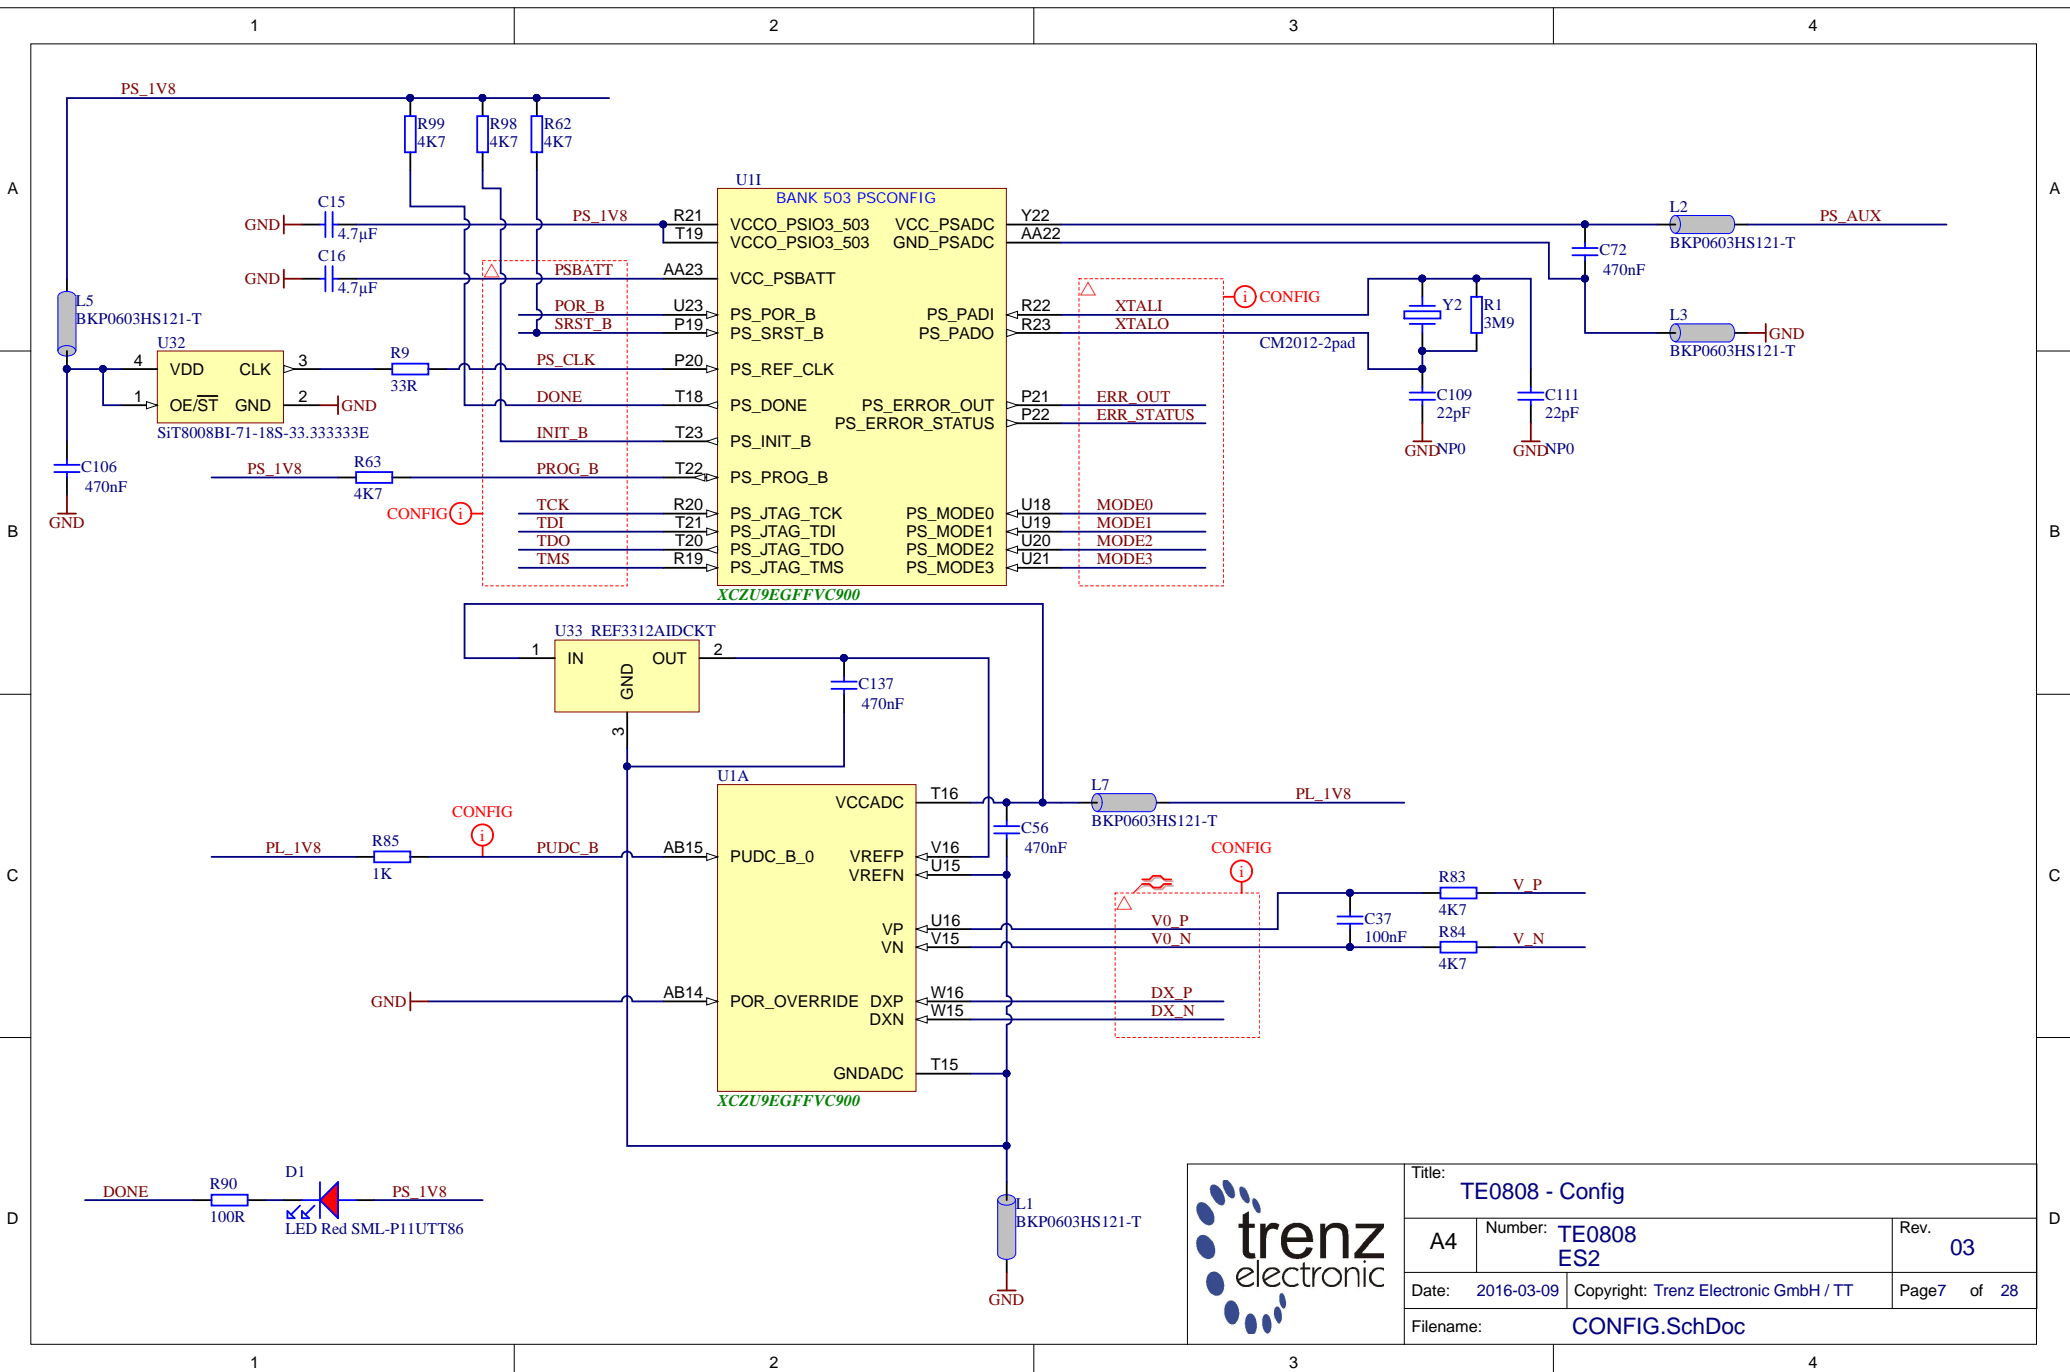 1 2 3 4
PS_1V8
R99 4K7
R98 4K7
R62 4K7
A A
U1I
BANK 503 PSCONFIG
C15
GND
4.7µF
PS_1V8
R21 VCCO_PSIO3_503
T19 VCCO_PSIO3_503
VCC_PSADC Y22
GND_PSADC AA22
L2
PS_AUX
BKP0603HS121-T
C72
470nF
C16
GND
4.7µF
PSBATT
AA23 VCC_PSBATT
POR_B U23 PS_POR_B
SRST_B P19 PS_SRST_B
PS_PADI R22 XTALI
PS_PADO R23 XTALO
i CONFIG
Y2
R1
3M9
CM2012-2pad
L3
GND
BKP0603HS121-T
L5
BKP0603HS121-T
U32
4 VDD CLK 3
1 OE/ST GND 2
GND
SiT8008BI-71-18S-33.333333E
R9
33R
PS_CLK P20 PS_REF_CLK
DONE T18 PS_DONE
INIT_B T23 PS_INIT_B
PS_ERROR_OUT P21 ERR_OUT
PS_ERROR_STATUS P22 ERR_STATUS
C109
22pF
GND NP0
C111
22pF
GND NP0
C106
470nF
GND
PS_1V8
R63
4K7
PROG_B T22 PS_PROG_B
CONFIG i
B B
TCK R20 PS_JTAG_TCK
TDI T21 PS_JTAG_TDI
TDO T20 PS_JTAG_TDO
TMS R19 PS_JTAG_TMS
PS_MODE0 U18 MODE0
PS_MODE1 U19 MODE1
PS_MODE2 U20 MODE2
PS_MODE3 U21 MODE3
XCZU9EGFFVC900
U33 REF3312AIDCKT
1 IN OUT 2
GND
3
C137
470nF
U1A
VCCADC T16
L7
PL_1V8
BKP0603HS121-T
C56
470nF
CONFIG
i
PL_1V8
R85
1K
PUDC_B AB15 PUDC_B_0
VREFP V16
VREFN U15
C C
CONFIG
i
VP U16 V0_P
VN V15 V0_N
C37
100nF
R83
4K7
V_P
R84
4K7
V_N
GND
AB14 POR_OVERRIDE
DXP W16 DX_P
DXN W15 DX_N
GNDADC T15
XCZU9EGFFVC900
D D
DONE
R90
100R
D1
PS_1V8
LED Red SML-P11UTT86
L1
BKP0603HS121-T
GND
trenz
electronic
Title:
TE0808 - Config
A4
Number: TE0808
ES2
Rev.
03
Date: 2016-03-09
Copyright: Trenz Electronic GmbH / TT
Page7 of 28
Filename: CONFIG.SchDoc
1 2 3 4